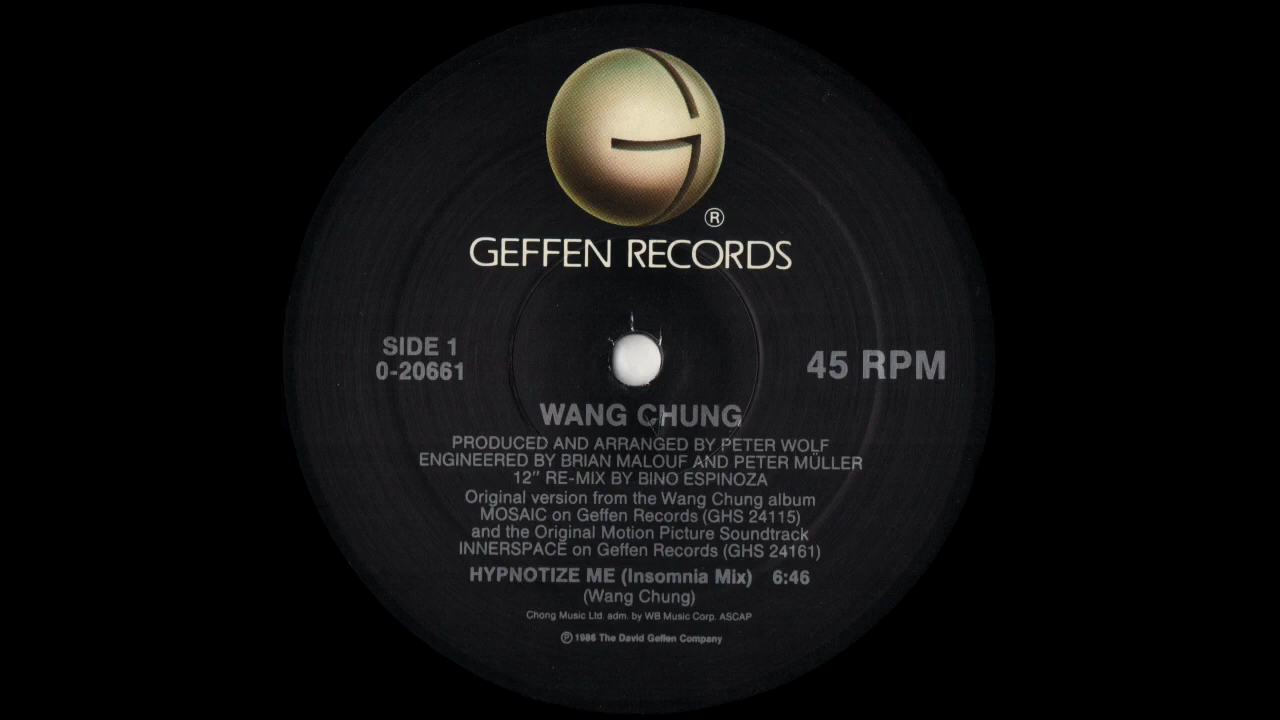 ®
GEFFEN RECORDS
SIDE 1
0-20661
45 RPM
WANG CHUNG
PRODUCED AND ARRANGED BY PETER WOLF
ENGINEERED BY BRIAN MALOUF AND PETER MÜLLER
12” RE-MIX BY BINO ESPINOZA
Original version from the Wang Chung album
MOSAIC on Geffen Records (GHS 24115)
and the Original Motion Picture Soundtrack
INNERSPACE on Geffen Records (GHS 24161)
HYPNOTIZE ME (Insomnia Mix) 6:46
(Wang Chung)
Chong Music Ltd. adm. by WB Music Corp. ASCAP
℗ 1986 The David Geffen Company